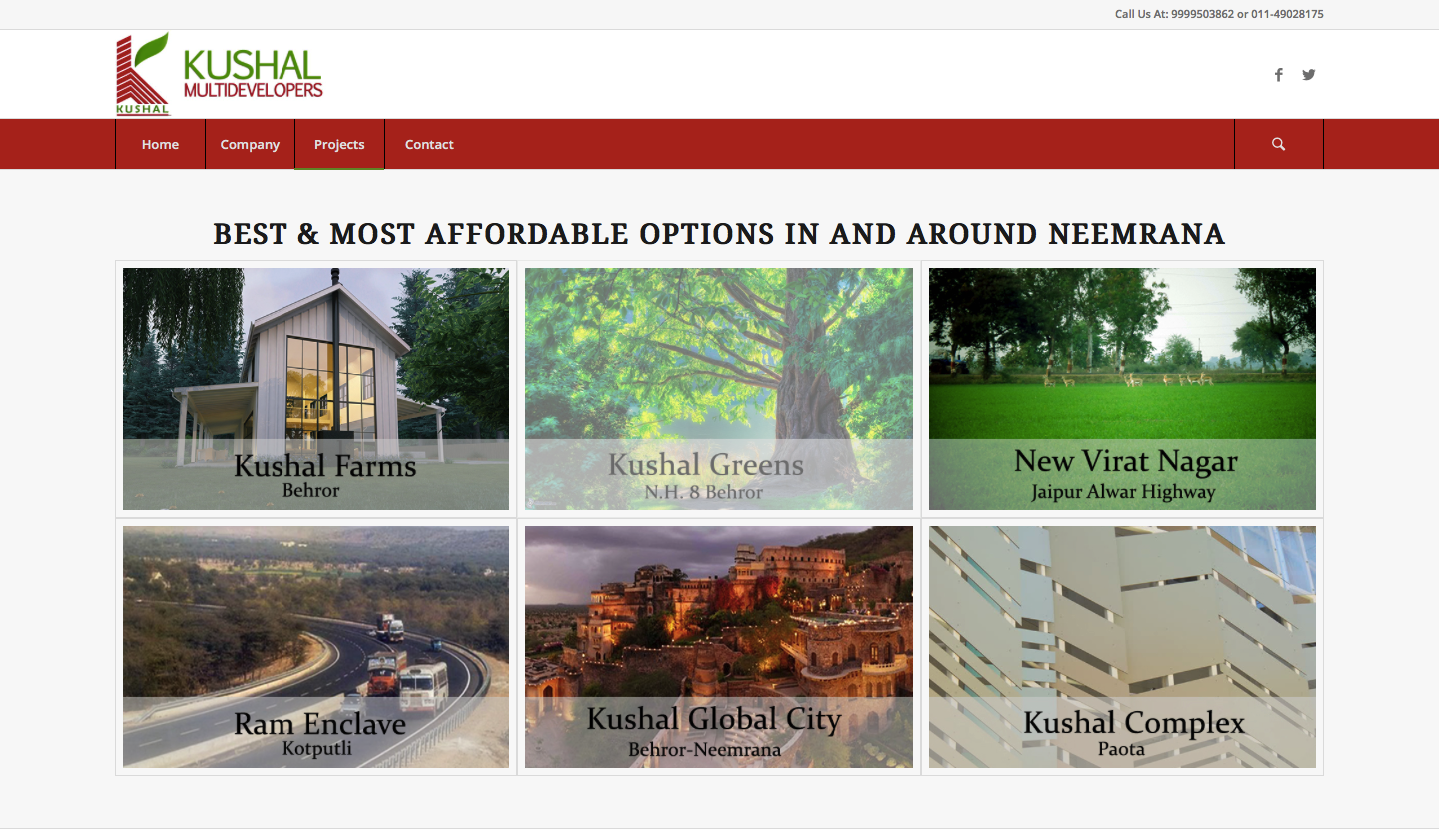 Call Us At: 9999503862 or 011-49028175
KUSHAL
MULTIDEVELOPERS
KUSHAL
Home Company Projects Contact
BEST & MOST AFFORDABLE OPTIONS IN AND AROUND NEEMRANA
Kushal Farms
Behror
Kushal Greens
N.H. 8 Behror
New Virat Nagar
Jaipur Alwar Highway
Ram Enclave
Kotputli
Kushal Global City
Behror-Neemrana
Kushal Complex
Paota